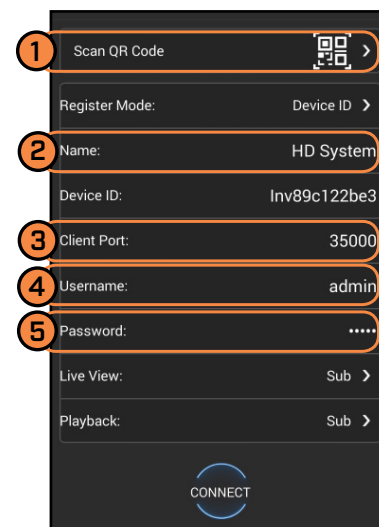 1 Scan QR Code >
Register Mode: Device ID >
2 Name: HD System
Device ID: lnv89c122be3
3 Client Port: 35000
4 Username: admin
5 Password: •••••
Live View: Sub >
Playback: Sub >
CONNECT